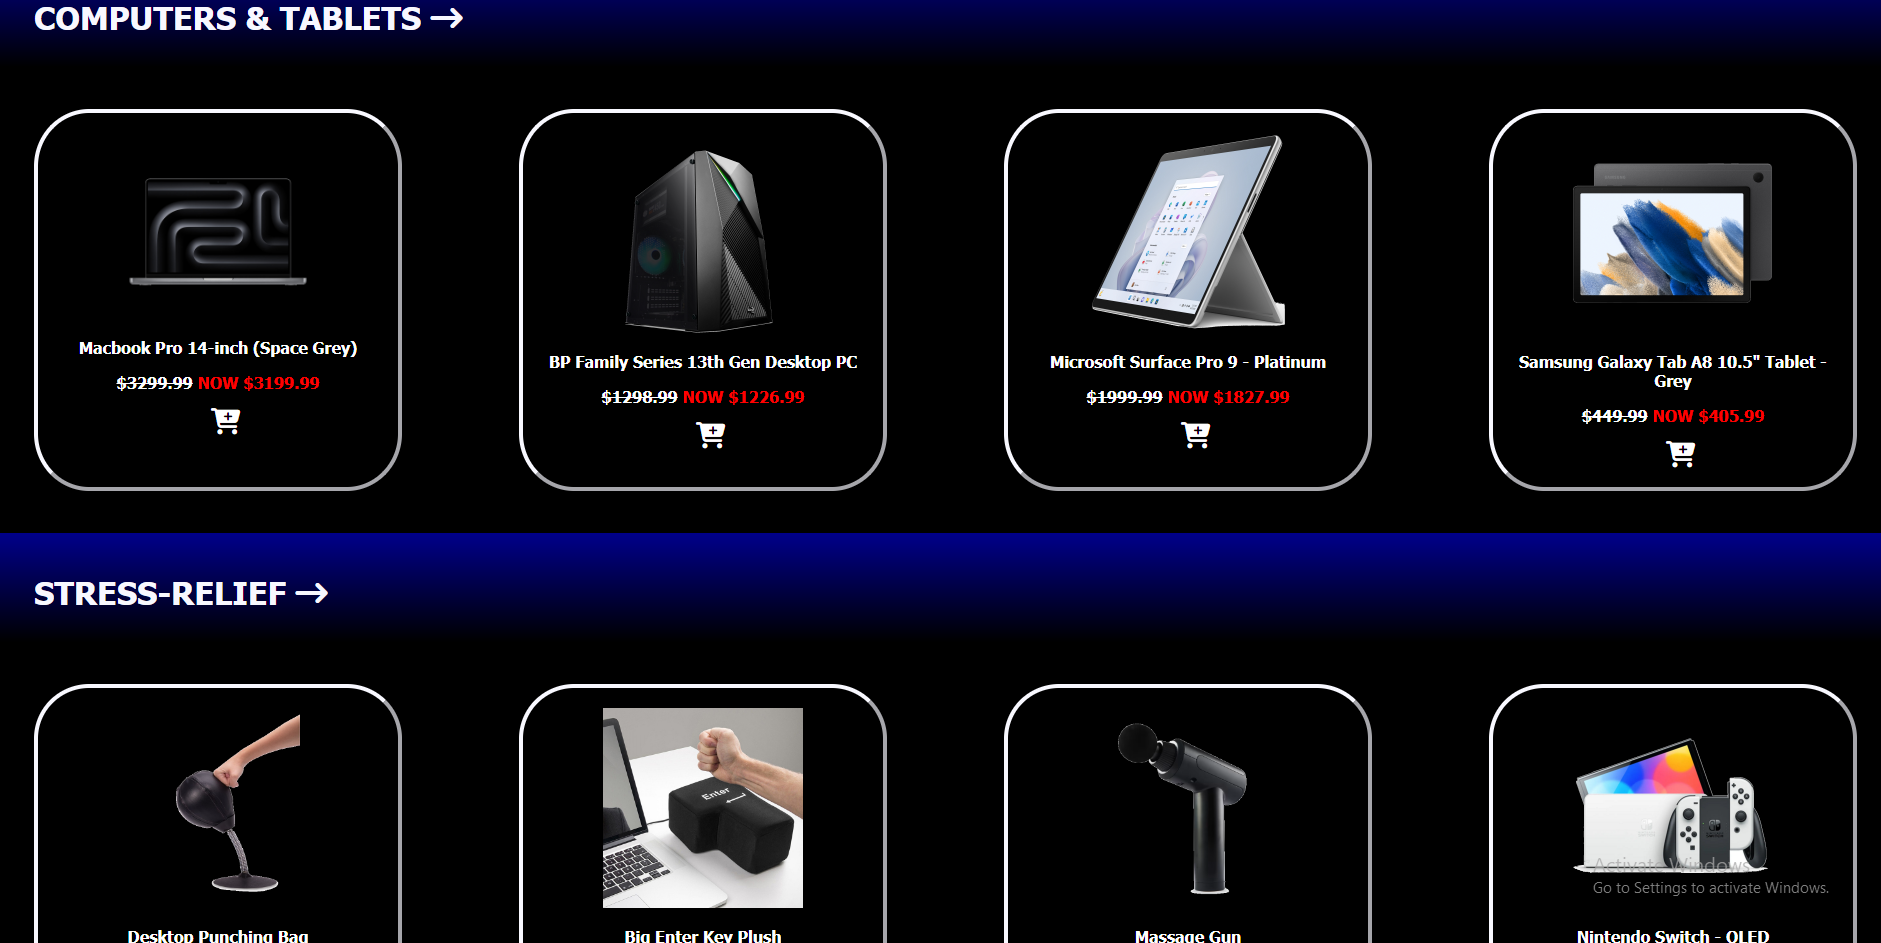 COMPUTERS & TABLETS →
Macbook Pro 14-inch (Space Grey)
$3299.99 NOW $3199.99
BP Family Series 13th Gen Desktop PC
$1298.99 NOW $1226.99
Microsoft Surface Pro 9 - Platinum
$1999.99 NOW $1827.99
Samsung Galaxy Tab A8 10.5" Tablet -
Grey
$449.99 NOW $405.99
STRESS-RELIEF →
Enter
Desktop Punching Bag
Big Enter Key Plush
Massage Gun
Nintendo Switch - OLED
Activate Windows
Go to Settings to activate Windows.